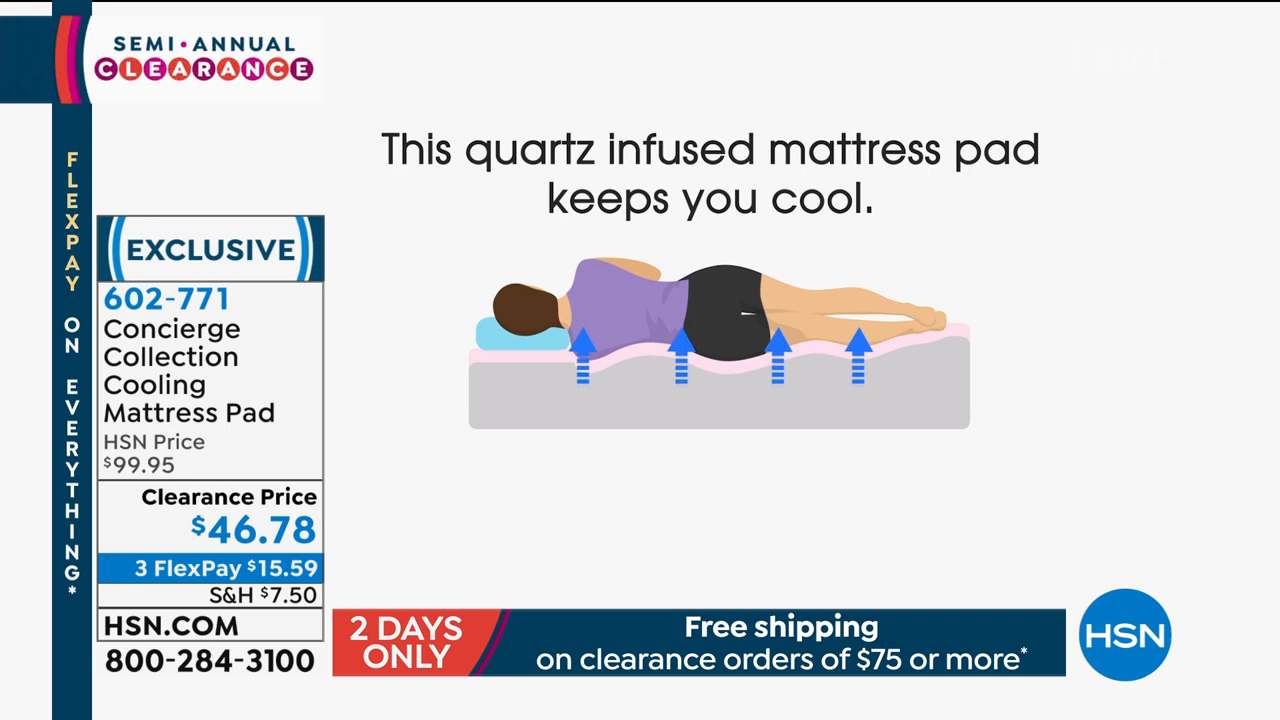 SEMI•ANNUAL
CLEARANCE
LIVE
This quartz infused mattress pad
keeps you cool.
FLEXPAY ON EVERYTHING*
(EXCLUSIVE)
602-771
Concierge
Collection
Cooling
Mattress Pad
HSN Price
$99.95
Clearance Price
$46.78
3 FlexPay $15.59
S&H $7.50
HSN.COM
800-284-3100
2 DAYS
ONLY
Free shipping
on clearance orders of $75 or more*
HSN